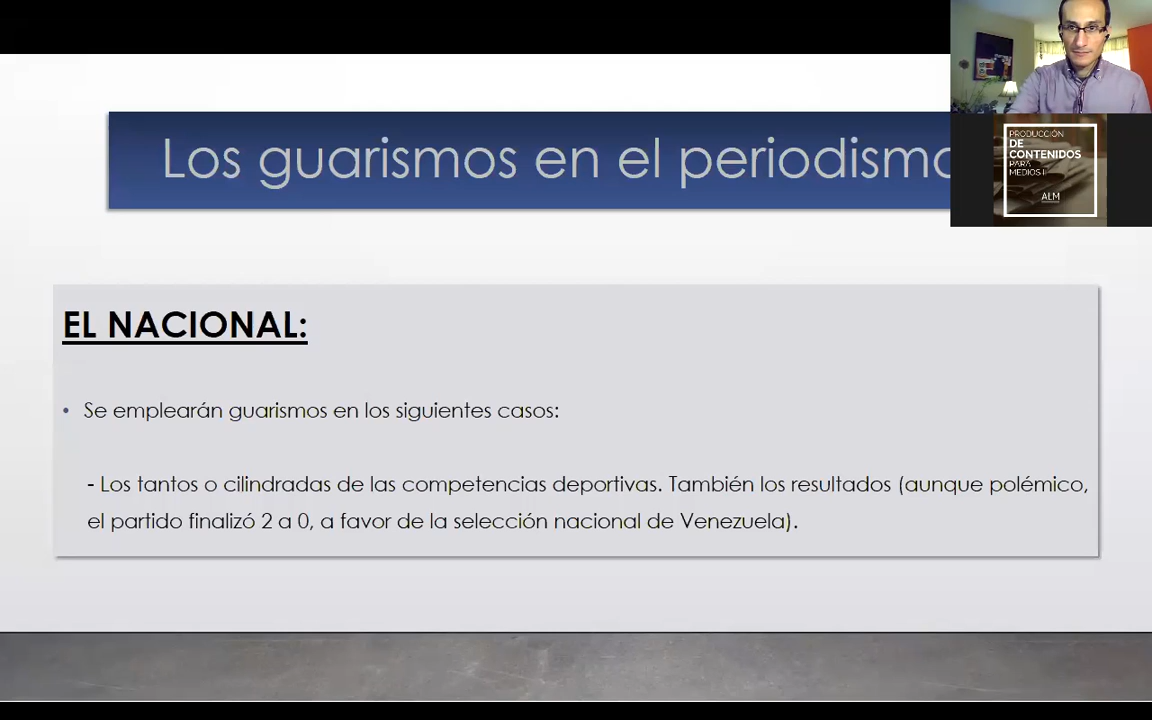 Los guarismos en el periodismo
PRODUCCIÓN
DE
CONTENIDOS
PARA
MEDIOS II
ALM
EL NACIONAL:
• Se emplearán guarismos en los siguientes casos:
- Los tantos o cilindradas de las competencias deportivas. También los resultados (aunque polémico,
el partido finalizó 2 a 0, a favor de la selección nacional de Venezuela).